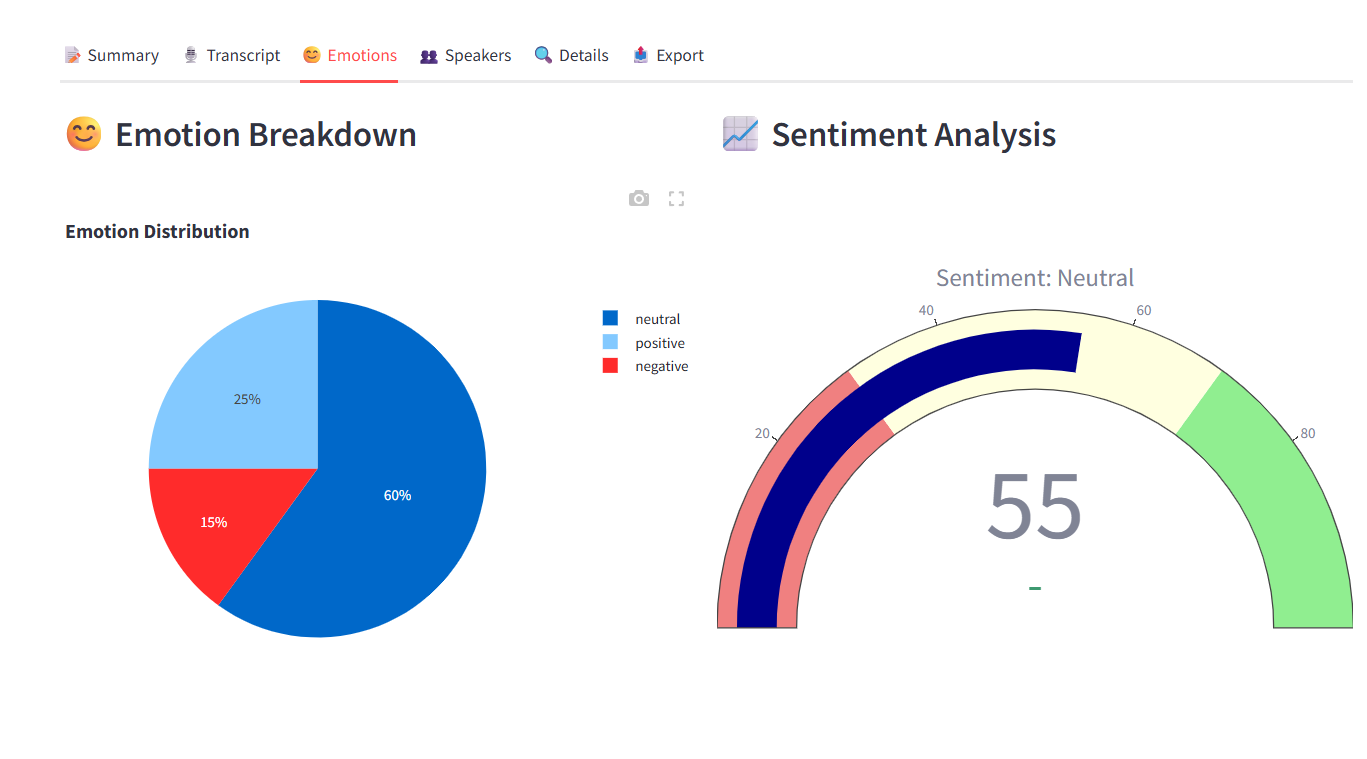 Summary Transcript Emotions Speakers Details Export
Emotion Breakdown
Sentiment Analysis
Emotion Distribution
neutral
positive
negative
25%
60%
15%
Sentiment: Neutral
20
40
60
80
55
-